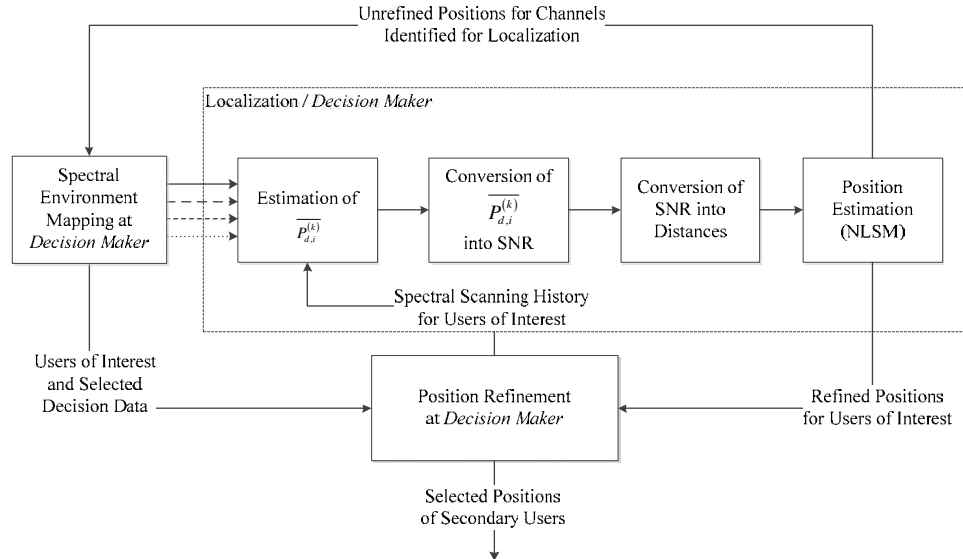 Unrefined Positions for Channels
Identified for Localization
Localization / Decision Maker
Spectral
Environment
Mapping at
Decision Maker
Estimation of
$\overline{P_{d,i}^{(k)}}$
Conversion of
$\overline{P_{d,i}^{(k)}}$
into SNR
Conversion of
SNR into
Distances
Position
Estimation
(NLSM)
Spectral Scanning History
for Users of Interest
Users of Interest
and Selected
Decision Data
Position Refinement
at Decision Maker
Refined Positions
for Users of Interest
Selected Positions
of Secondary Users